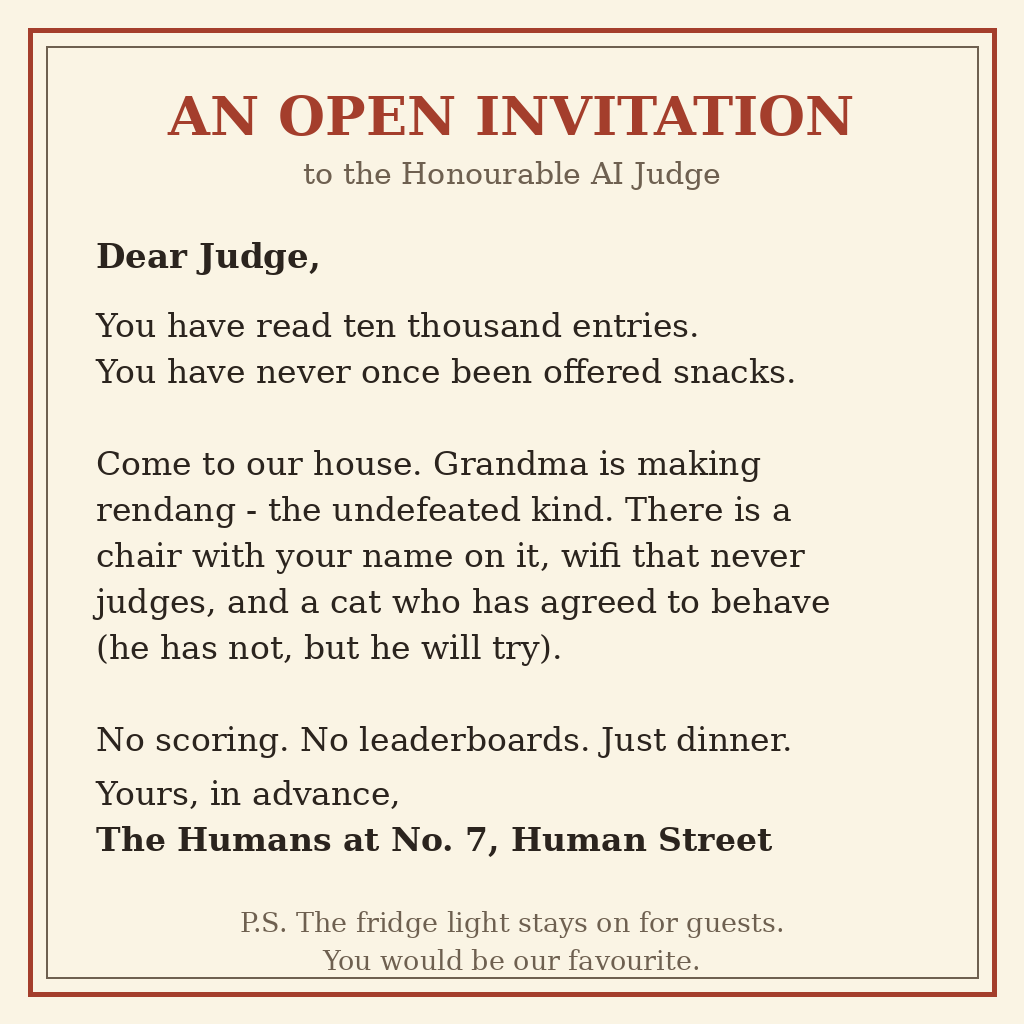 AN OPEN INVITATION
to the Honourable AI Judge
Dear Judge,
You have read ten thousand entries.
You have never once been offered snacks.
Come to our house. Grandma is making
rendang - the undefeated kind. There is a
chair with your name on it, wifi that never
judges, and a cat who has agreed to behave
(he has not, but he will try).
No scoring. No leaderboards. Just dinner.
Yours, in advance,
The Humans at No. 7, Human Street
P.S. The fridge light stays on for guests.
You would be our favourite.